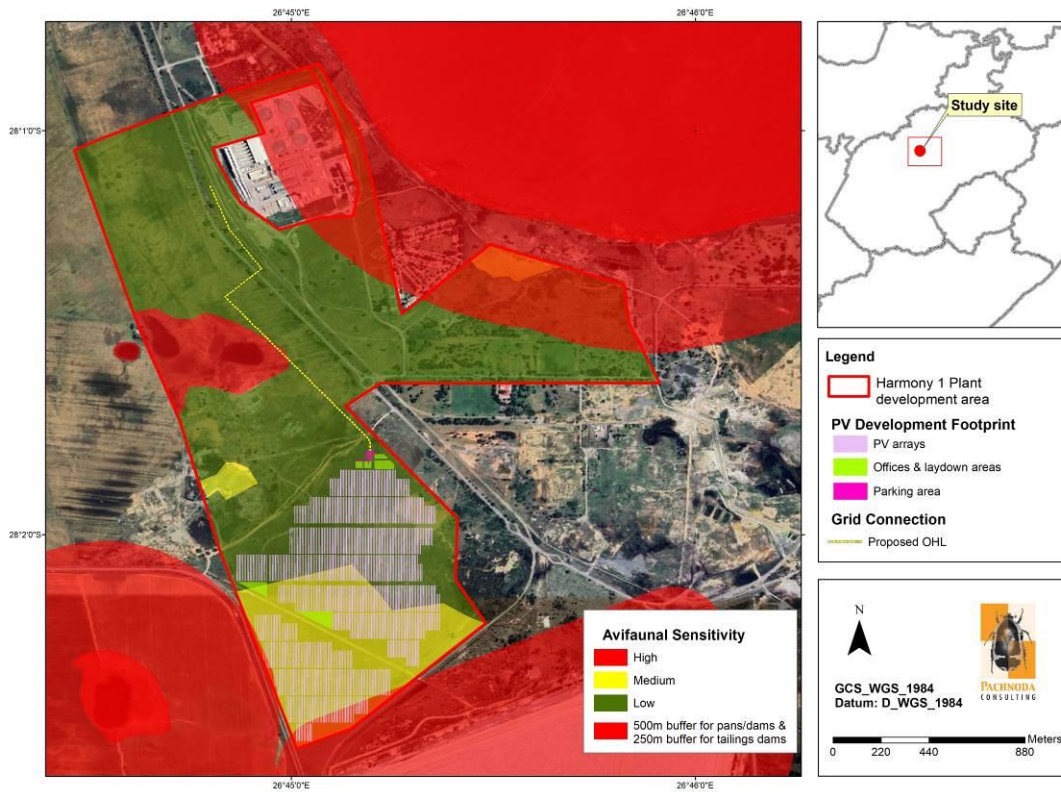 26°45'0"E
26°46'0"E
28°1'0"S
28°2'0"S
26°45'0"E
26°46'0"E
Avifaunal Sensitivity
High
Medium
Low
500m buffer for pans/dams &
250m buffer for tailings dams
Study site
Legend
Harmony 1 Plant
development area
PV Development Footprint
PV arrays
Offices & laydown areas
Parking area
Grid Connection
Proposed OHL
N
GCS_WGS_1984
Datum: D_WGS_1984
PACHNODA
CONSULTING
Meters
0 220 440 880